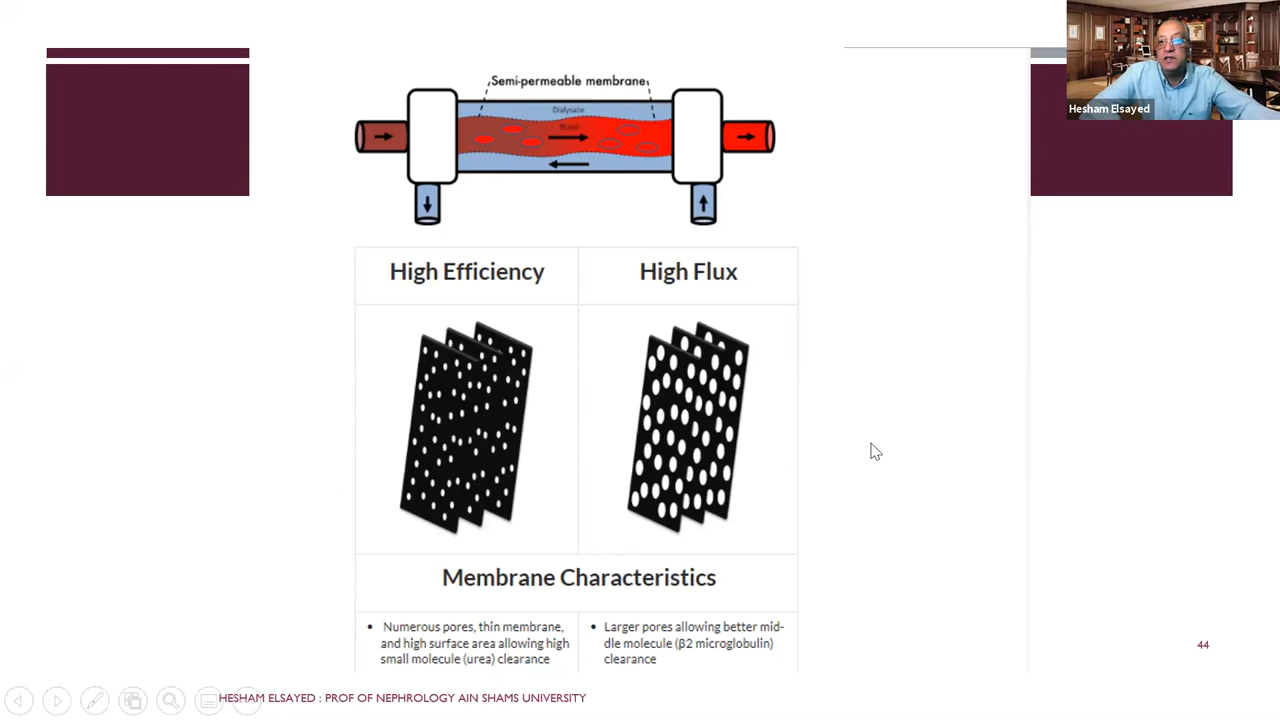 Semi-permeable membrane
Hesham Elsayed
Dialysate
Blood
High Efficiency
High Flux
Membrane Characteristics
• Numerous pores, thin membrane,
and high surface area allowing high
small molecule (urea) clearance
• Larger pores allowing better mid-
dle molecule (β2 microglobulin)
clearance
44
HESHAM ELSAYED : PROF OF NEPHROLOGY AIN SHAMS UNIVERSITY